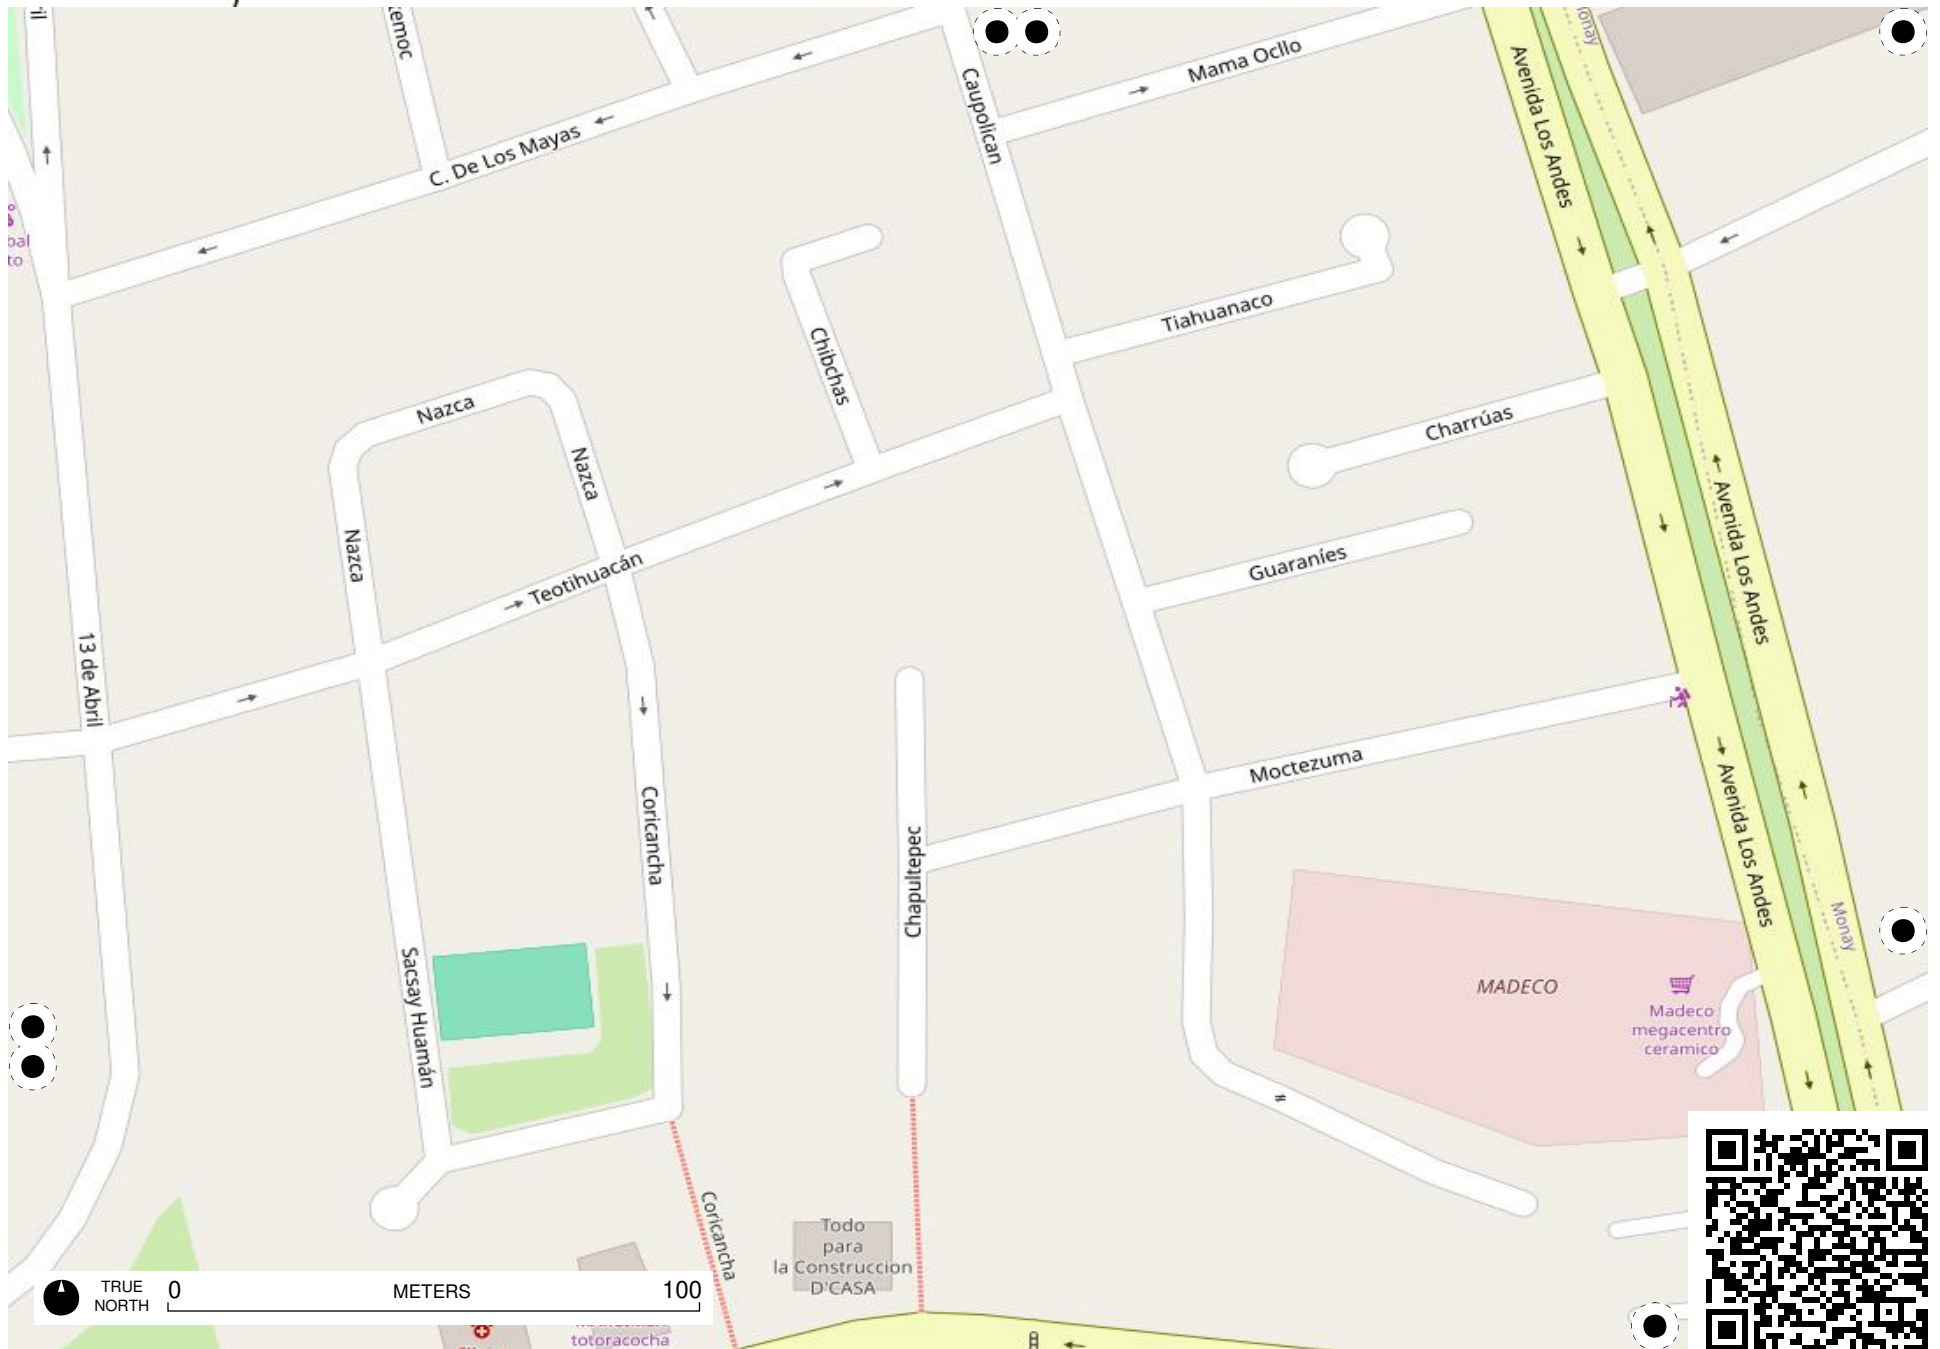 Mama Ocllo
Monay
Avenida Los Andes
Caupolican
C. De Los Mayas
Tiahuanaco
Chibchas
Nazca
Charrúas
Nazca
Nazca
Avenida Los Andes
Guaraníes
Teotihuacán
13 de Abril
Moctezuma
Coricancha
Chapultepec
Avenida Los Andes
Monay
Sacsay Huamán
MADECO
Madeco
megacentro
ceramico
Coricancha
Todo
para
la Construccion
D'CASA
TRUE
NORTH
0
METERS
100
totoracocha